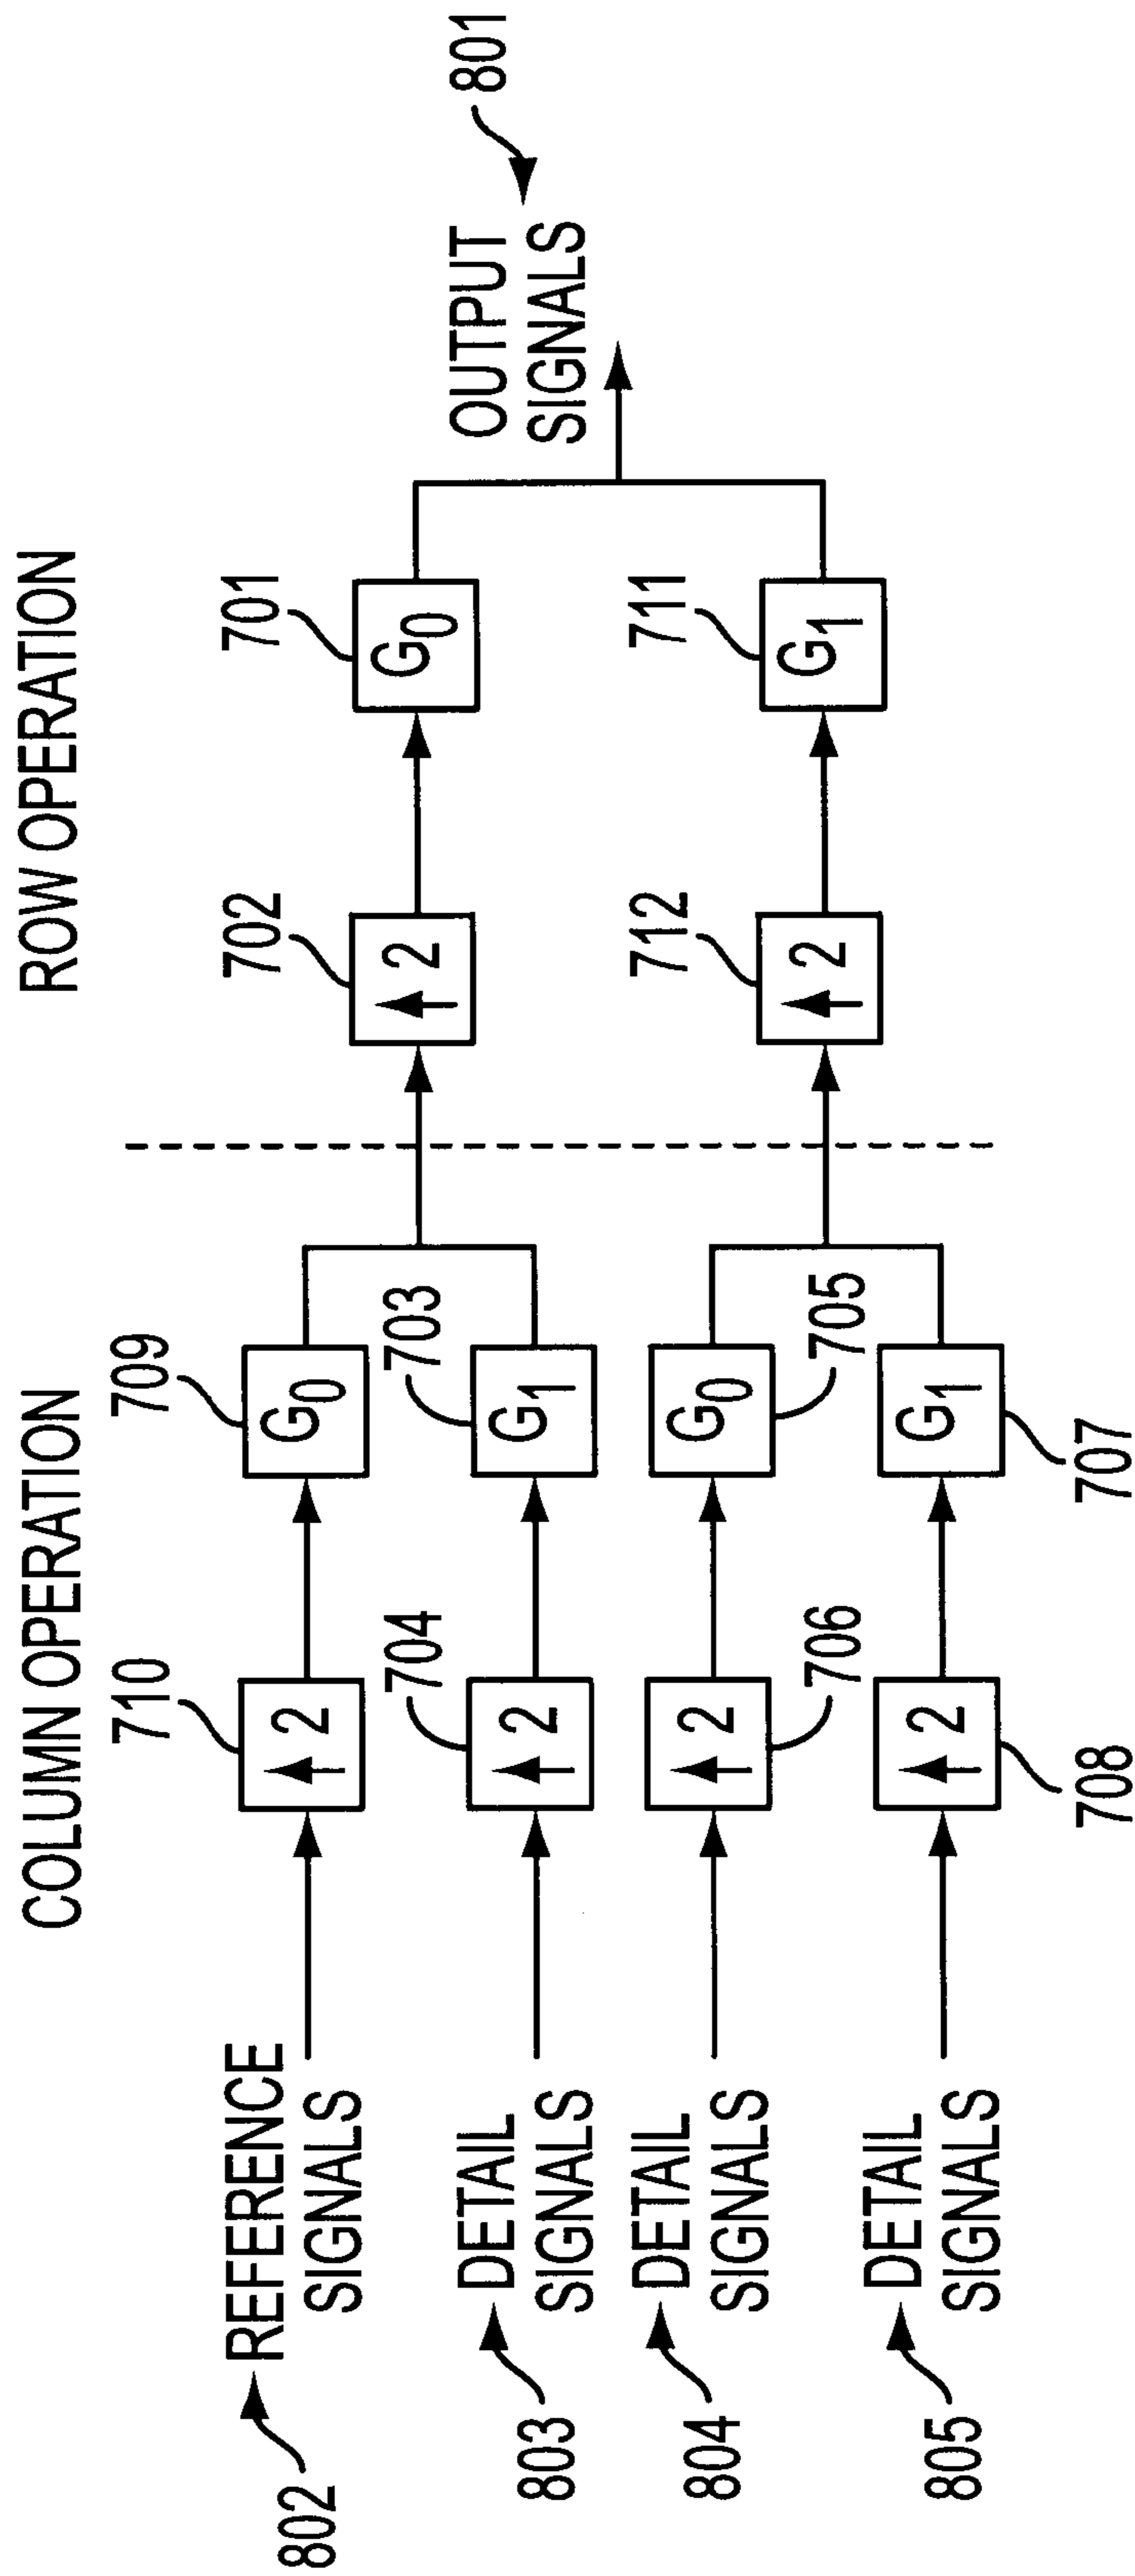 COLUMN OPERATION
ROW OPERATION
802
REFERENCE
SIGNALS
710
2
709
G0
702
2
701
G0
803
DETAIL
SIGNALS
704
2
703
G1
OUTPUT
SIGNALS
801
804
DETAIL
SIGNALS
2
706
G0
705
712
2
711
G1
805
DETAIL
SIGNALS
2
708
G1
707